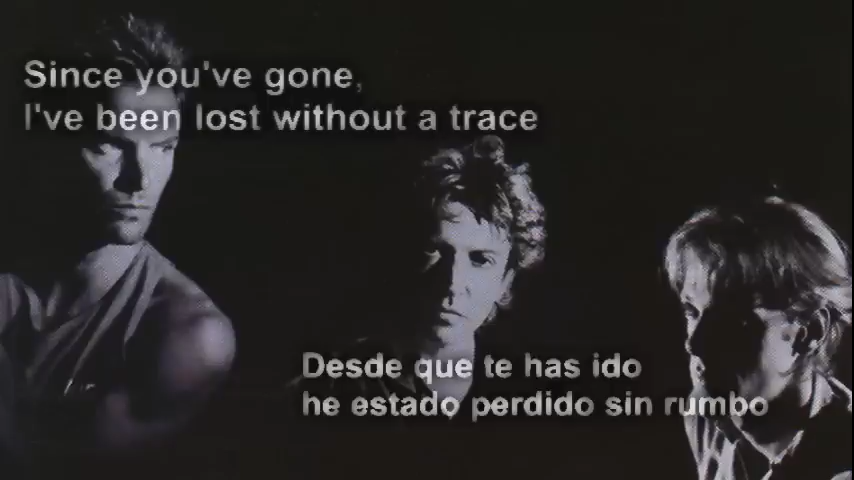 Since you've gone,
I've been lost without a trace
Desde que te has ido
he estado perdido sin rumbo